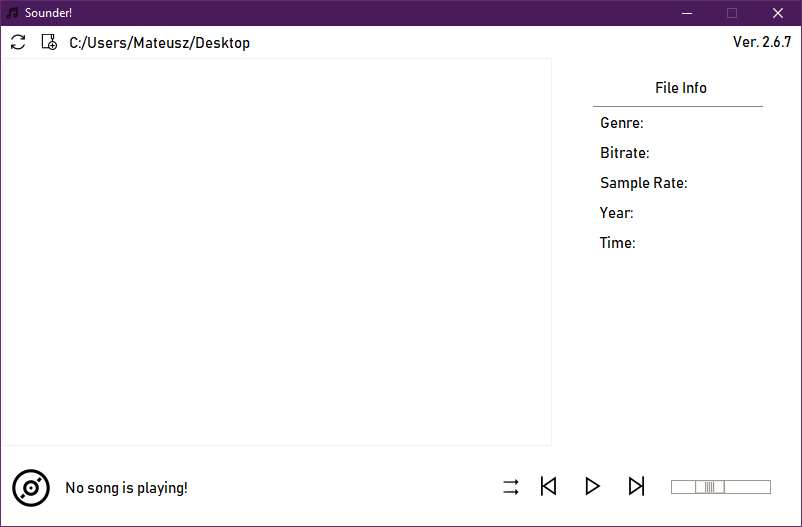 Sounder!
C:/Users/Mateusz/Desktop
Ver. 2.6.7
File Info
Genre:
Bitrate:
Sample Rate:
Year:
Time:
No song is playing!